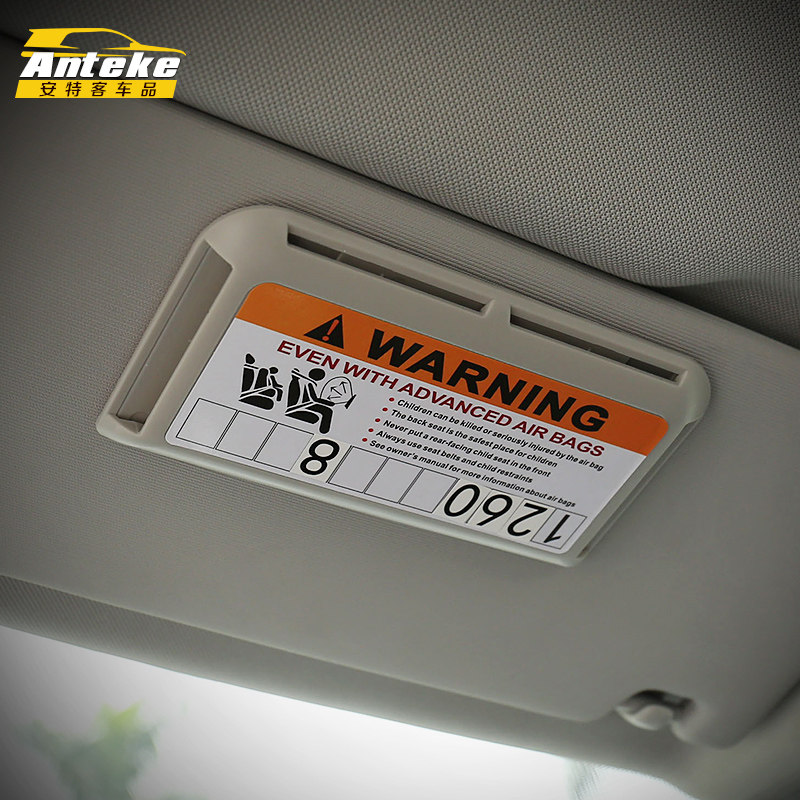 Anteke
安特客车品
WARNING
EVEN WITH ADVANCED AIR BAGS
• Children can be killed or seriously injured by the air bag
• The back seat is the safest place for children
• Never put a rear-facing child seat in the front
• Always use seat belts and child restraints
• See owner's manual for more information about air bags
1260 8